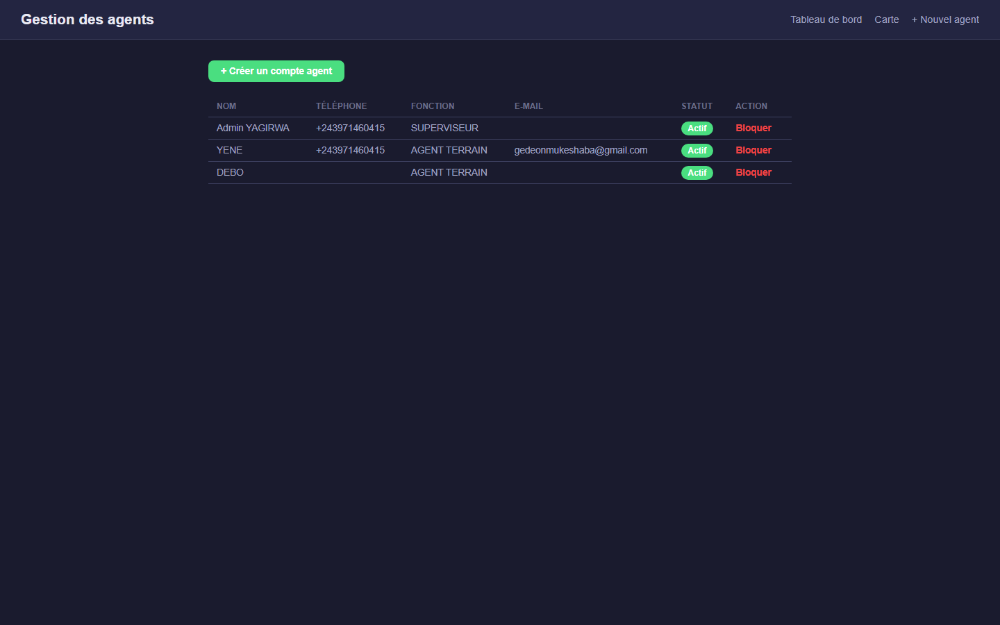 Gestion des agents
Tableau de bord Carte + Nouvel agent
+ Créer un compte agent
NOM TÉLÉPHONE FONCTION E-MAIL STATUT ACTION
Admin YAGIRWA +243971460415 SUPERVISEUR Actif Bloquer
YENE +243971460415 AGENT TERRAIN gedeonmukeshaba@gmail.com Actif Bloquer
DEBO AGENT TERRAIN Actif Bloquer